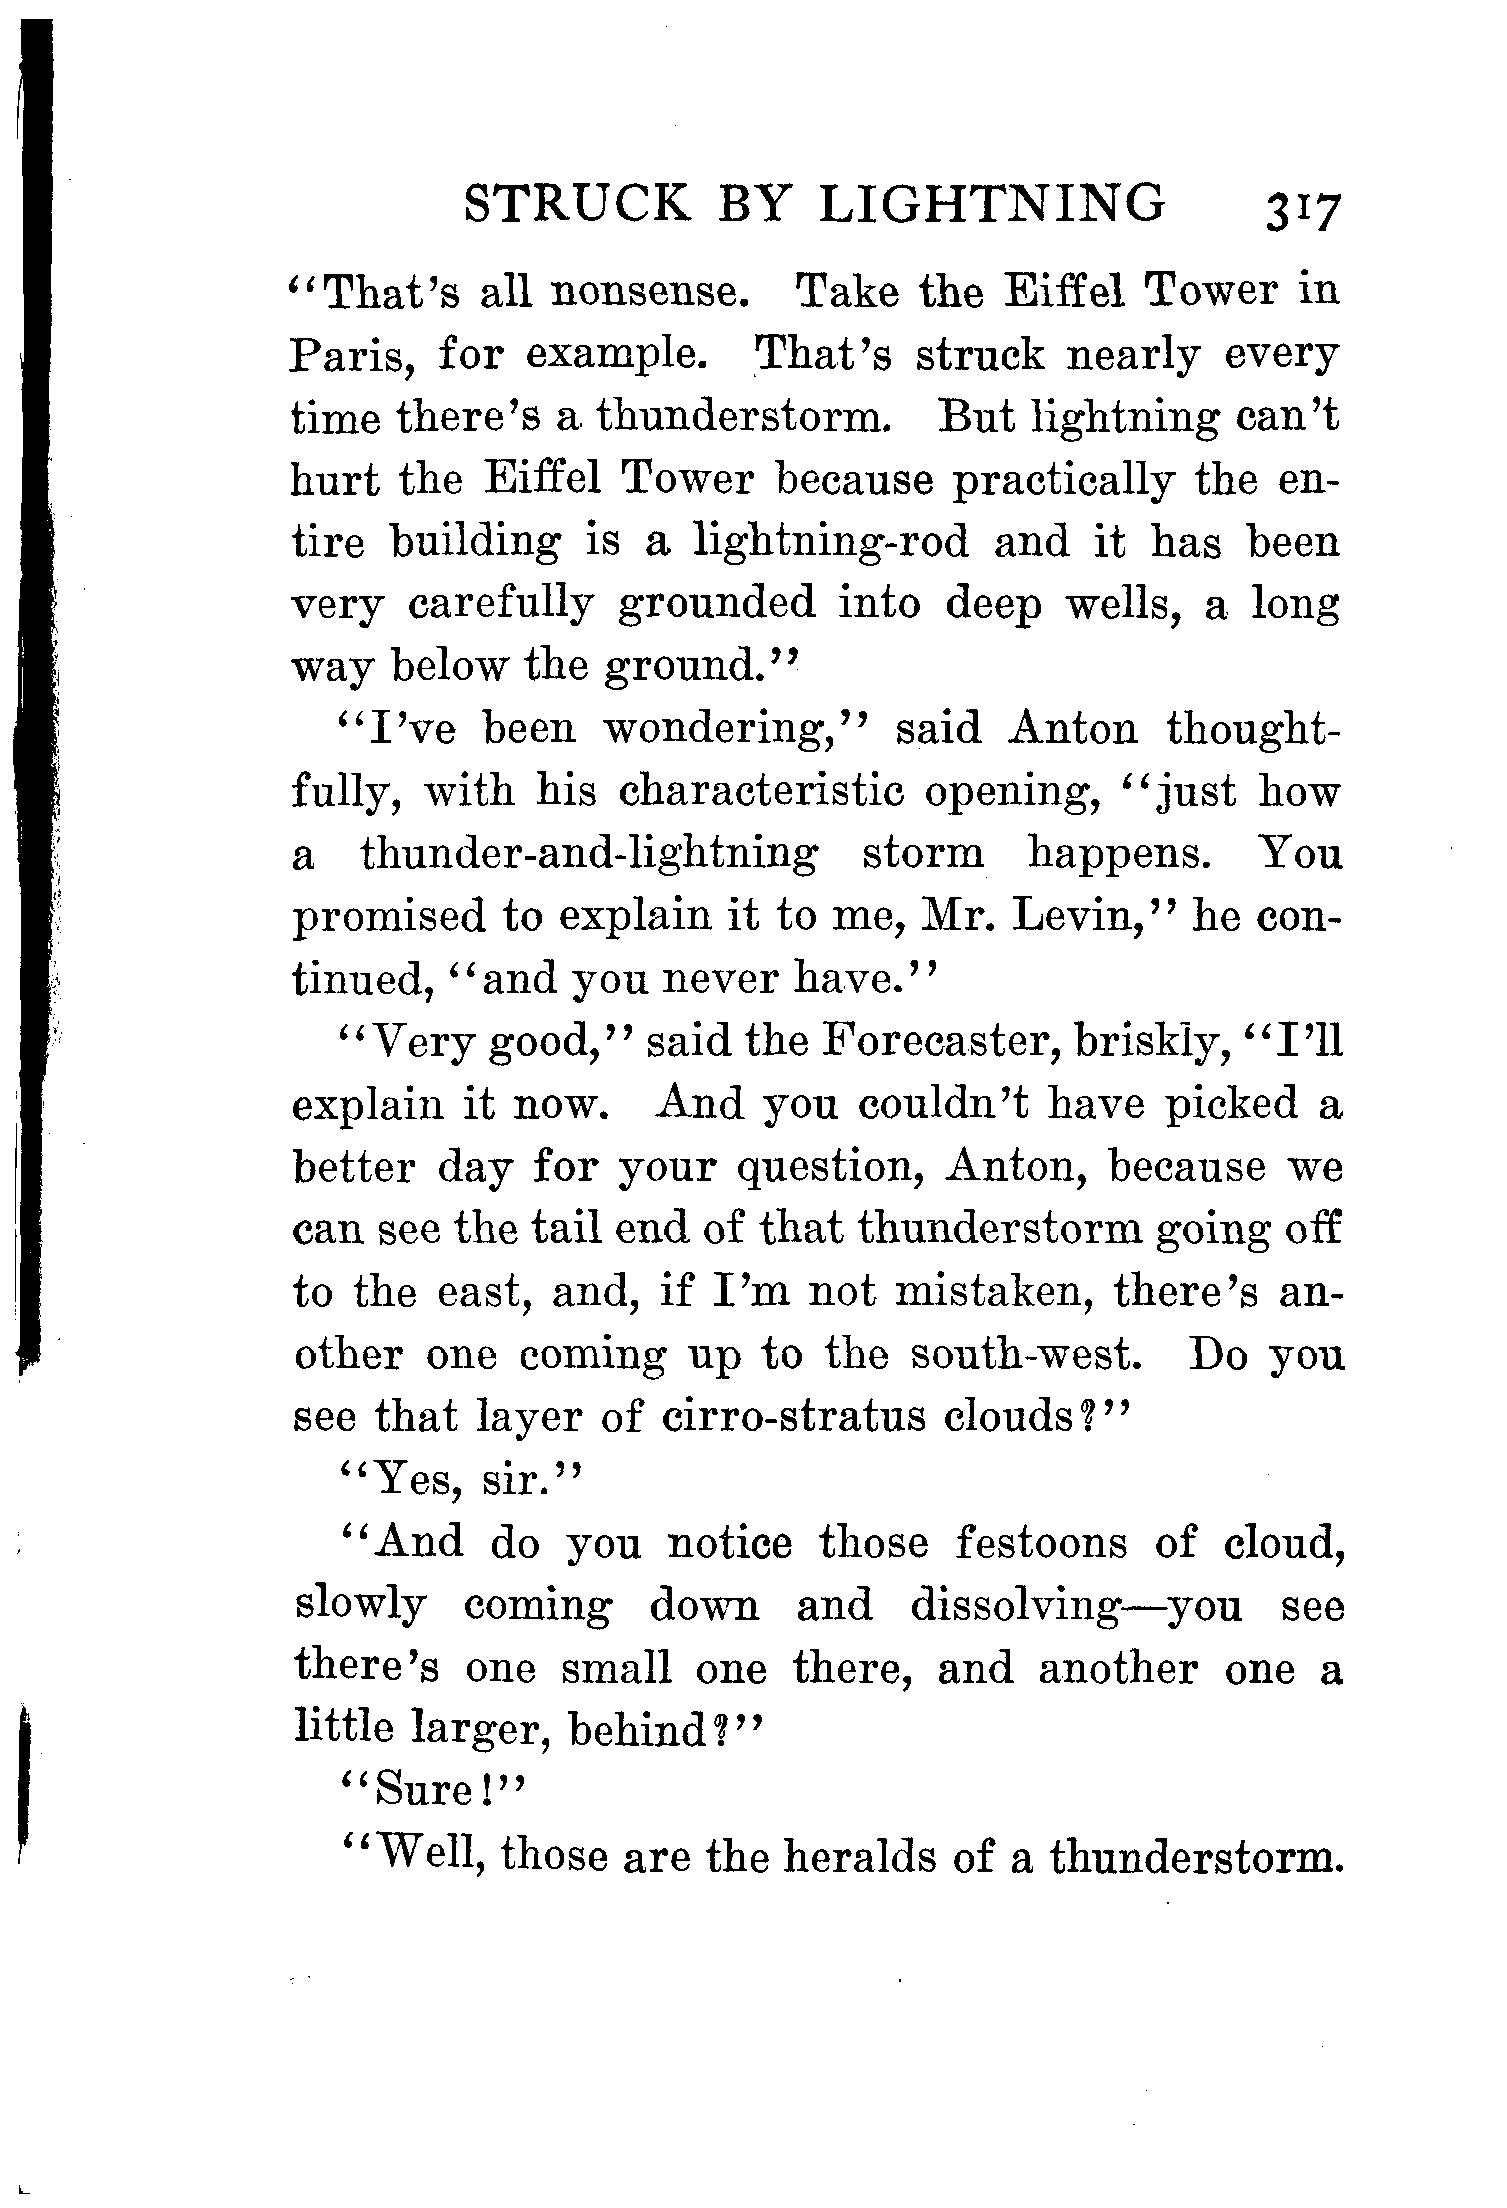 STRUCK BY LIGHTNING 317
"That's all nonsense. Take the Eiffel Tower in
Paris, for example. That's struck nearly every
time there's a thunderstorm. But lightning can't
hurt the Eiffel Tower because practically the en-
tire building is a lightning-rod and it has been
very carefully grounded into deep wells, a long
way below the ground."
"I've been wondering," said Anton thought-
fully, with his characteristic opening, "just how
a thunder-and-lightning storm happens. You
promised to explain it to me, Mr. Levin," he con-
tinued, "and you never have."
"Very good," said the Forecaster, briskly, "I'll
explain it now. And you couldn't have picked a
better day for your question, Anton, because we
can see the tail end of that thunderstorm going off
to the east, and, if I'm not mistaken, there's an-
other one coming up to the south-west. Do you
see that layer of cirro-stratus clouds?"
"Yes, sir."
"And do you notice those festoons of cloud,
slowly coming down and dissolving—you see
there's one small one there, and another one a
little larger, behind?"
"Sure!"
"Well, those are the heralds of a thunderstorm.